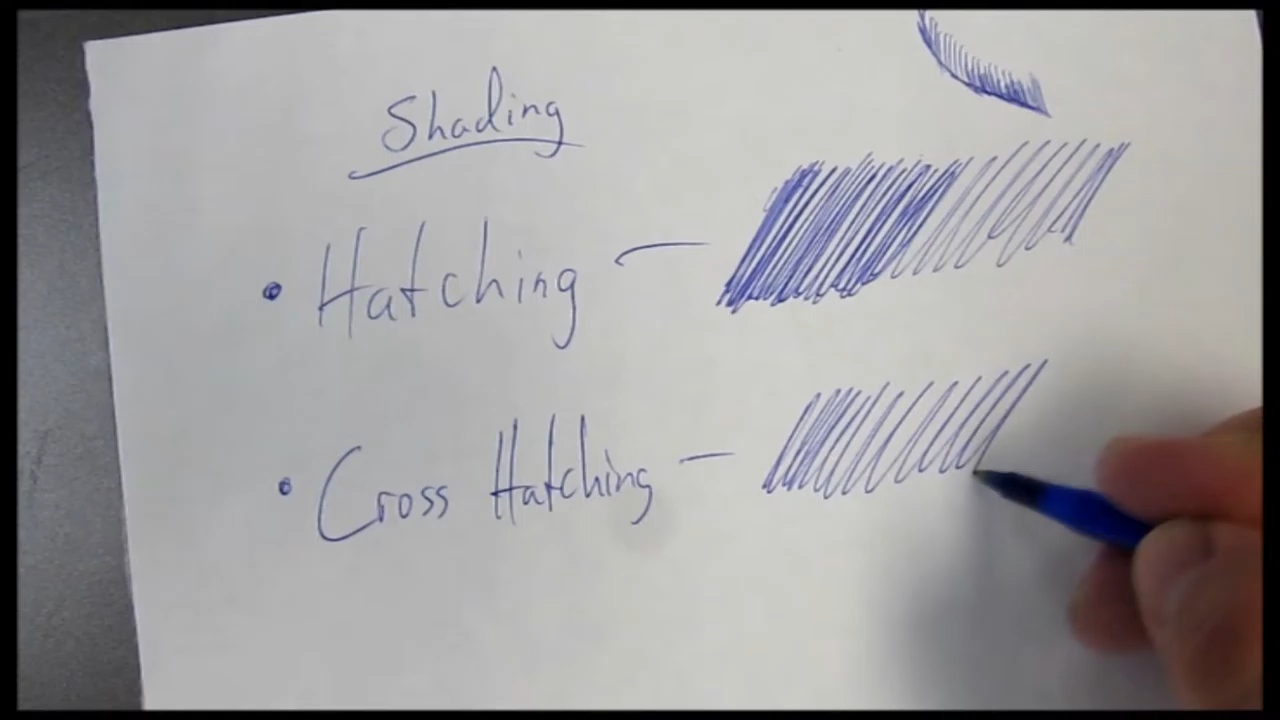 Shading
• Hatching —
• Cross Hatching —